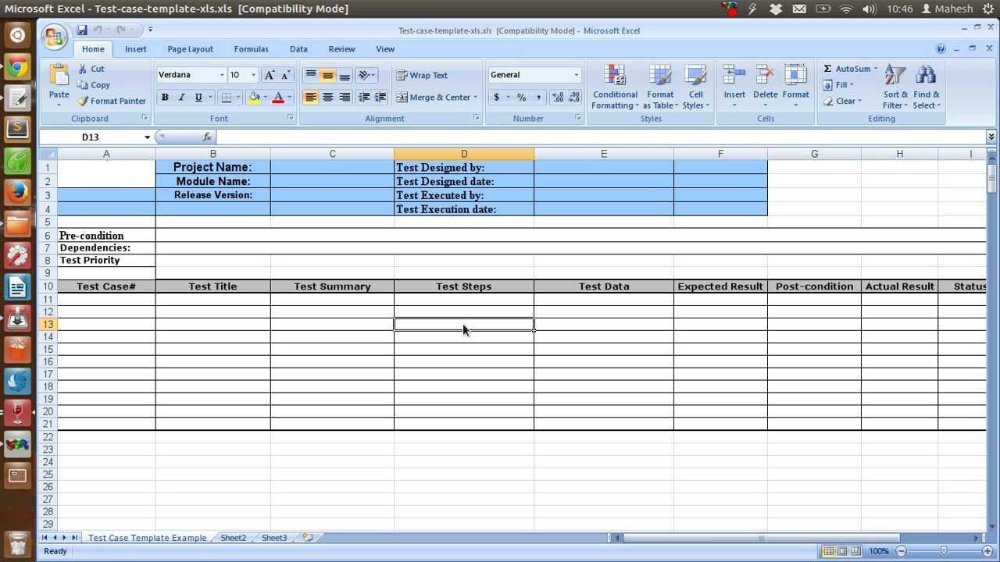 Microsoft Excel - Test-case-template-xls.xls [Compatibility Mode] 10:46 Mahesh
Test-case-template-xls.xls [Compatibility Mode] - Microsoft Excel
Home Insert Page Layout Formulas Data Review View
Cut
Copy
Format Painter
Paste
Clipboard
Verdana 10
B I U A
Font
Wrap Text
Merge & Center
Alignment
General
$ % ,
Number
Conditional Formatting
Format as Table
Cell Styles
Styles
Insert Delete Format
Cells
AutoSum
Fill
Clear
Sort & Filter
Find & Select
Editing
D13 fx
A B C D E F G H I
1 Project Name: Test Designed by:
2 Module Name: Test Designed date:
3 Release Version: Test Executed by:
4 Test Execution date:
5
6 Pre-condition
7 Dependencies:
8 Test Priority
9
10 Test Case# Test Title Test Summary Test Steps Test Data Expected Result Post-condition Actual Result Status
11
12
13
14
15
16
17
18
19
20
21
22
23
24
25
26
27
28
29
Test Case Template Example Sheet2 Sheet3
Ready 100%